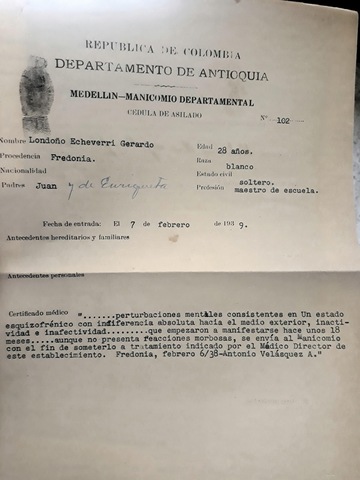 REPUBLICA DE COLOMBIA
DEPARTAMENTO DE ANTIOQUIA
MEDELLIN—MANICOMIO DEPARTAMENTAL
CEDULA DE ASILADO
Nº 102
Nombre Londoño Echeverri Gerardo Edad 28 años.
Procedencia Fredonia. Raza blanco
Nacionalidad Estado civil soltero.
Padres Juan y de Enriqueta Profesión maestro de escuela.
Fecha de entrada: El 7 de febrero de 1939.
Antecedentes hereditarios y familiares
Antecedentes personales
Certificado médico ".......perturbaciones mentales consistentes en Un estado
esquizofrénico con indiferencia absoluta hacia el medio exterior, inacti-
vidad e inafectividad.........que empezaron a manifestarse hace unos 18
meses.....aunque no presenta reacciones morbosas, se envía al Manicomio
con el fin de someterlo a tratamiento indicado por el Médico Director de
este establecimiento. Fredonia, febrero 6/38-Antonio Velásquez A."